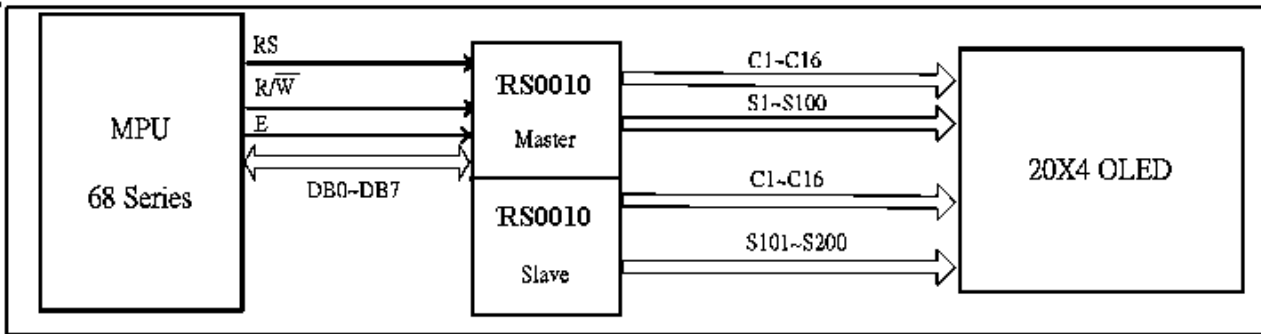 MPU
68 Series
RS
R/W̅
E
DB0~DB7
RS0010
Master
RS0010
Slave
C1~C16
S1~S100
C1~C16
S101~S200
20X4 OLED